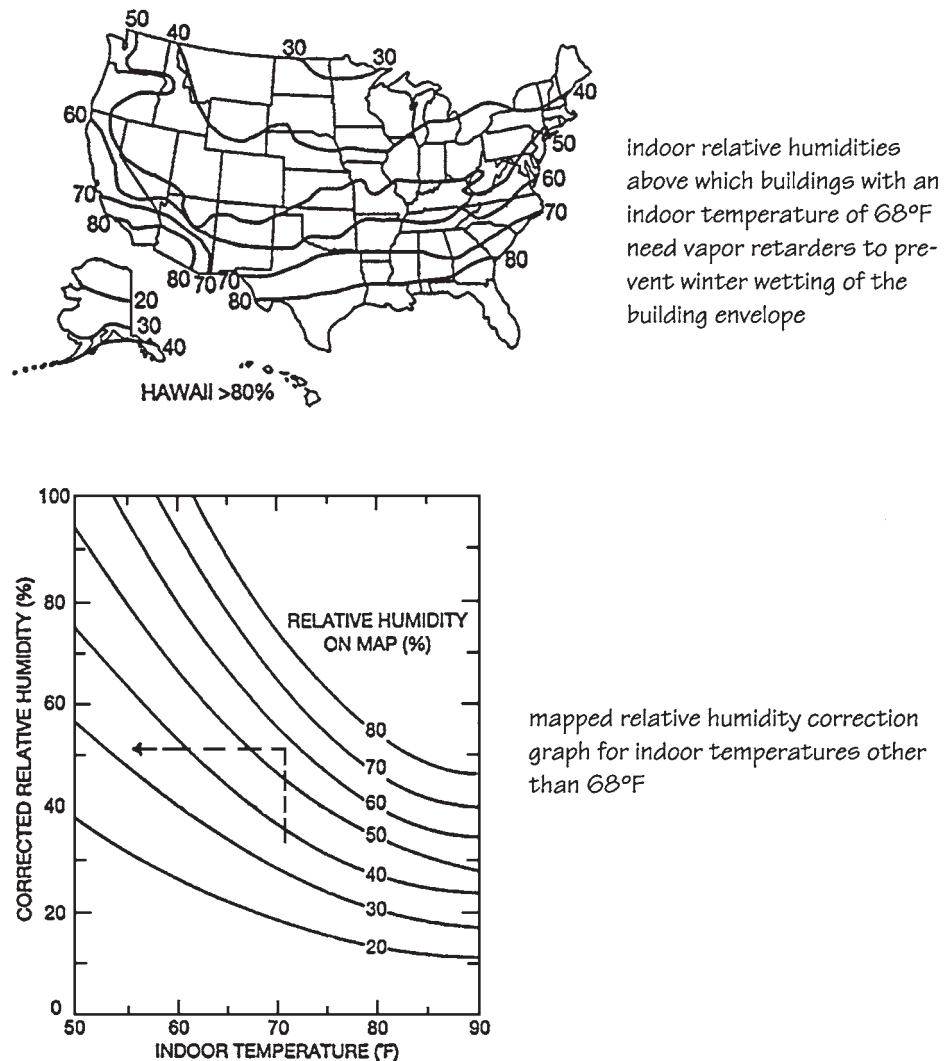 50
40
30
30
40
60
50
60
70
70
80
80
80
70
70
80
20
30
40
HAWAII >80%
indoor relative humidities
above which buildings with an
indoor temperature of 68°F
need vapor retarders to pre-
vent winter wetting of the
building envelope
100
80
60
40
20
0
CORRECTED RELATIVE HUMIDITY (%)
RELATIVE HUMIDITY
ON MAP (%)
80
70
60
50
40
30
20
50 60 70 80 90
INDOOR TEMPERATURE (°F)
mapped relative humidity correction
graph for indoor temperatures other
than 68°F